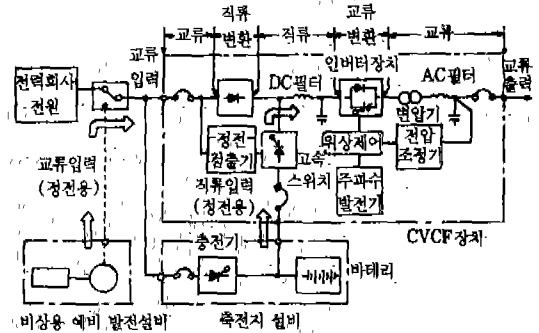 직류
변환
교류
변환
교류
직류
교류
교류
입력
DC필터
인버터장치
AC필터
교류
출력
전력회사
전원
변압기
정전
검출기
고속
스위치
위상제어
전압
조정기
교류입력
(정전용)
직류입력
(정전용)
주파수
발전기
CVCF장치
충전기
바테리
비상용 예비 발전설비
축전지 설비